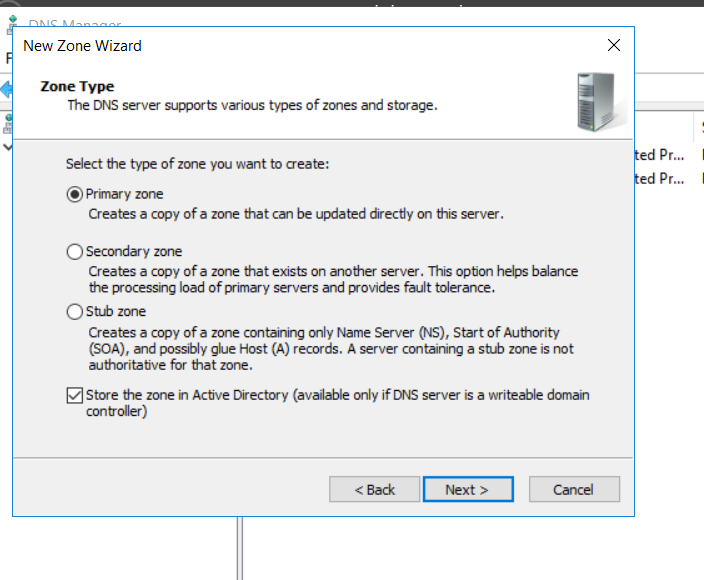 DNS Manager
New Zone Wizard
Zone Type
The DNS server supports various types of zones and storage.
Select the type of zone you want to create:
Primary zone
Creates a copy of a zone that can be updated directly on this server.
Secondary zone
Creates a copy of a zone that exists on another server. This option helps balance
the processing load of primary servers and provides fault tolerance.
Stub zone
Creates a copy of a zone containing only Name Server (NS), Start of Authority
(SOA), and possibly glue Host (A) records. A server containing a stub zone is not
authoritative for that zone.
Store the zone in Active Directory (available only if DNS server is a writeable domain
controller)
< Back Next > Cancel
ted Pr...
ted Pr...